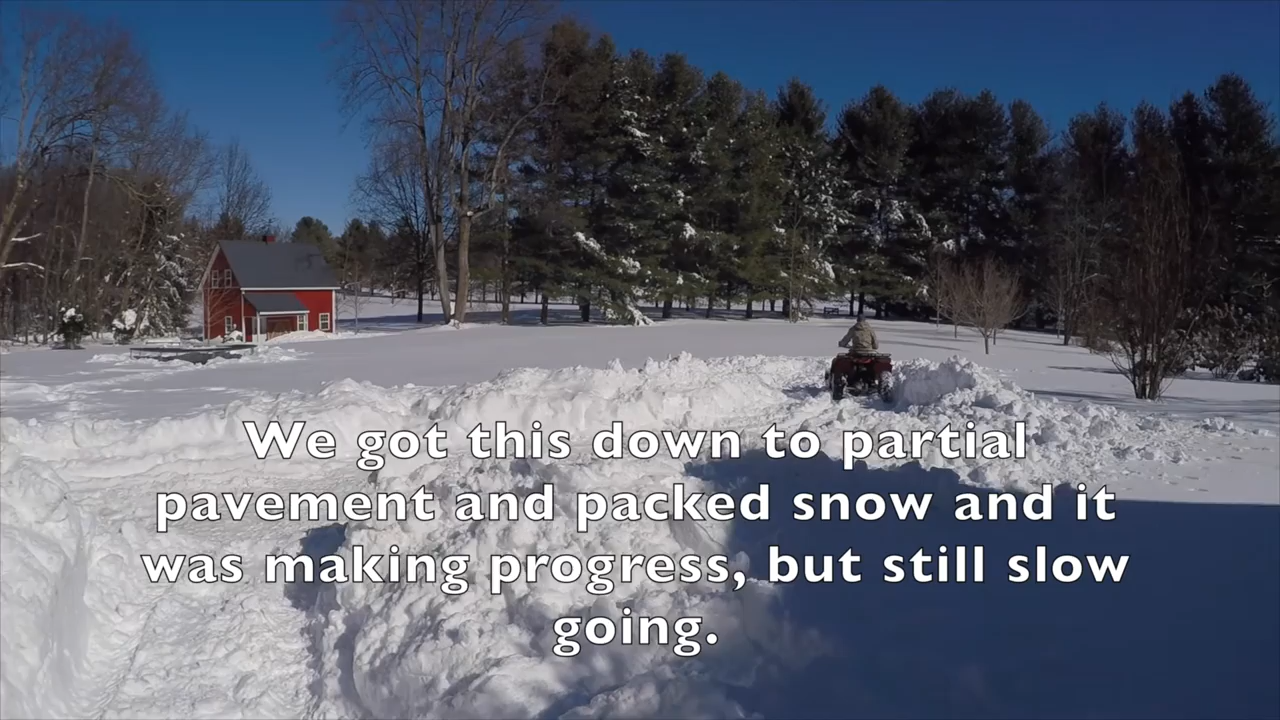 We got this down to partial
pavement and packed snow and it
was making progress, but still slow
going.